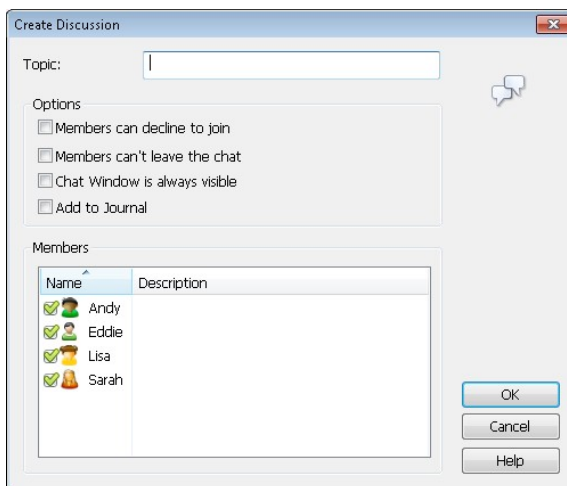 Create Discussion
Topic:
Options
Members can decline to join
Members can't leave the chat
Chat Window is always visible
Add to Journal
Members
Name Description
Andy
Eddie
Lisa
Sarah
OK
Cancel
Help